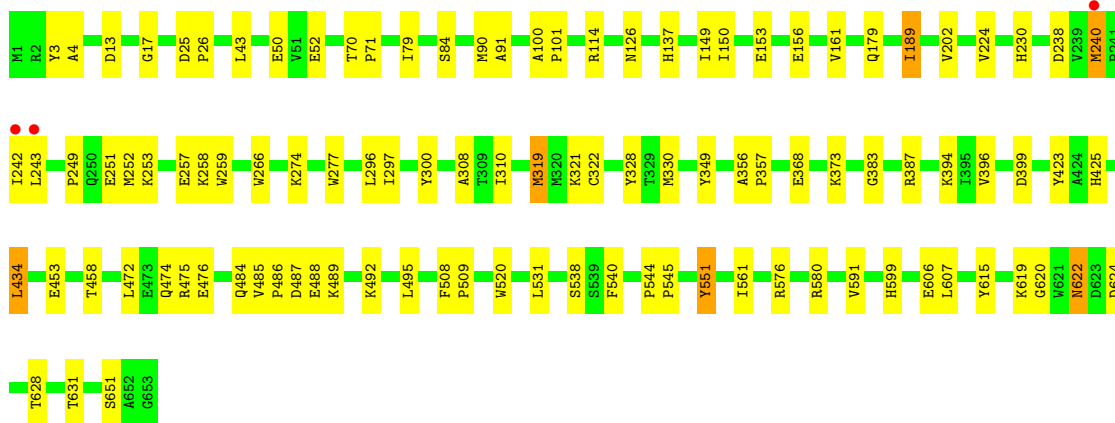 M1 R2 Y3 A4 D13 G17 D25 P26 L43 E50 V51 E52 T70 P71 I79 S84 M90 A91 A100 P101 R114 N126 H137 I149 I150 E153 E156 V161 Q179 I189 V202 V224 H230 D238 V239 M240 P241
I242 L243 P249 Q250 E251 M252 K253 E257 K258 W259 W266 K274 W277 L296 I297 Y300 A308 T309 I310 M319 M320 K321 C322 Y328 T329 M330 Y349 A356 P357 E368 K373 G383 R387 K394 I395 V396 D399 Y423 A424 H425
L434 E453 T458 L472 E473 Q474 R475 E476 Q484 V485 P486 D487 E488 K489 K492 L495 F508 P509 W520 L531 S538 S539 F540 P544 P545 Y551 I561 R576 R580 V591 H599 E606 L607 Y615 K619 G620 W621 N622 D623
T628 T631 S651 A652 G653